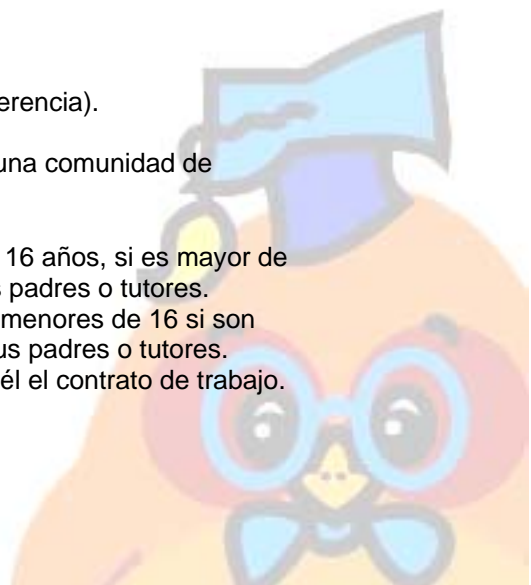 erencia).
una comunidad de
16 años, si es mayor de
s padres o tutores.
menores de 16 si son
us padres o tutores.
él el contrato de trabajo.